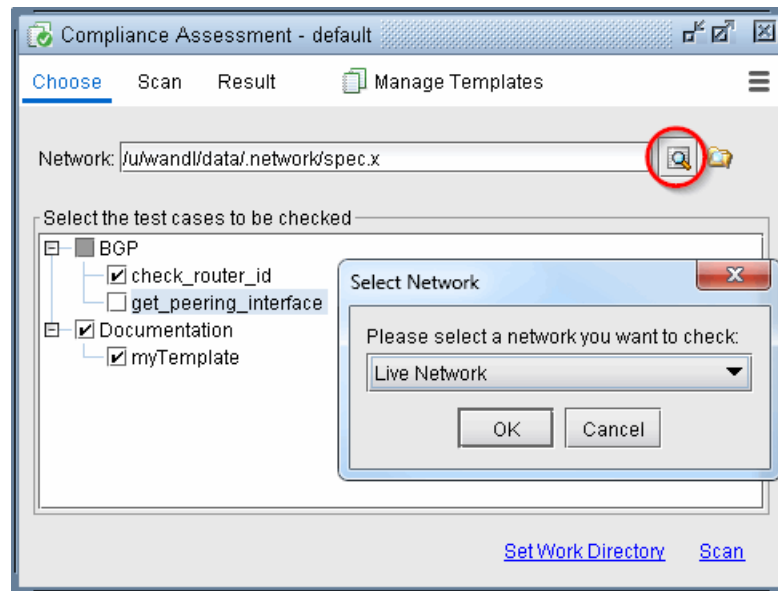 Compliance Assessment - default
Choose Scan Result Manage Templates
Network: /u/wandl/data/.network/spec.x
Select the test cases to be checked
BGP
check_router_id
get_peering_interface
Documentation
myTemplate
Select Network
Please select a network you want to check:
Live Network
OK Cancel
Set Work Directory Scan